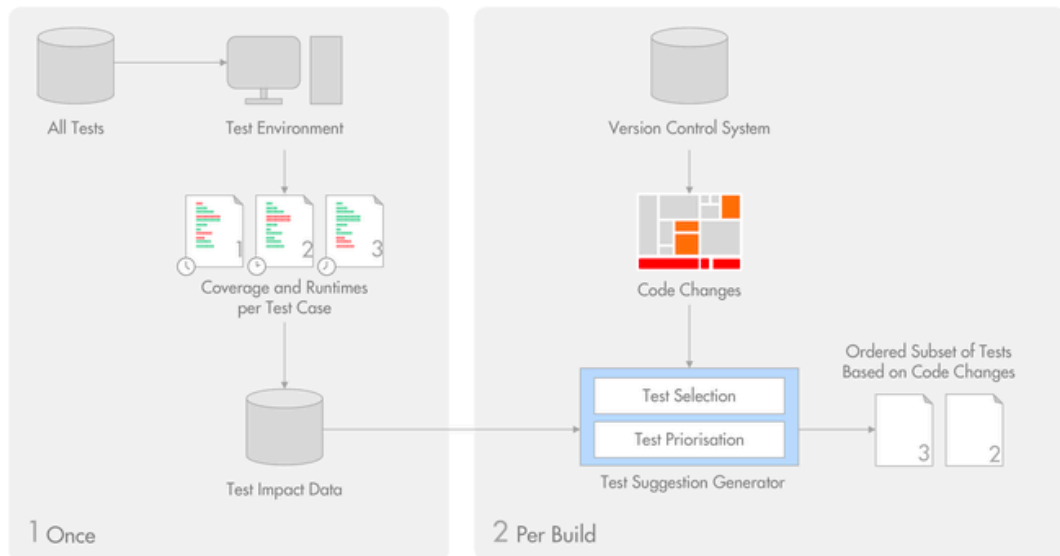 All Tests
Test Environment
1
2
3
Coverage and Runtimes
per Test Case
Test Impact Data
1 Once
Version Control System
Code Changes
Test Selection
Test Priorisation
Test Suggestion Generator
Ordered Subset of Tests
Based on Code Changes
3
2
2 Per Build